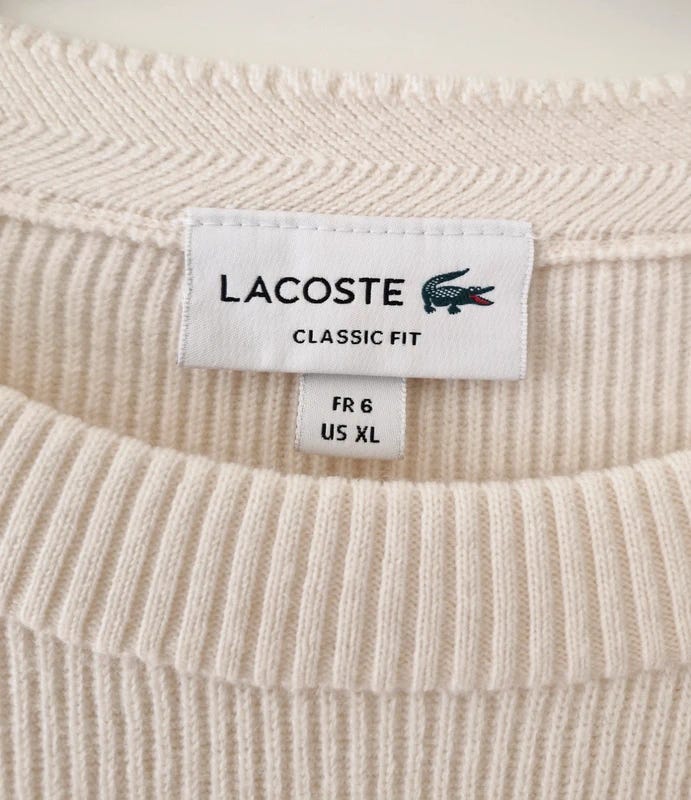 LACOSTE
CLASSIC FIT
FR 6
US XL